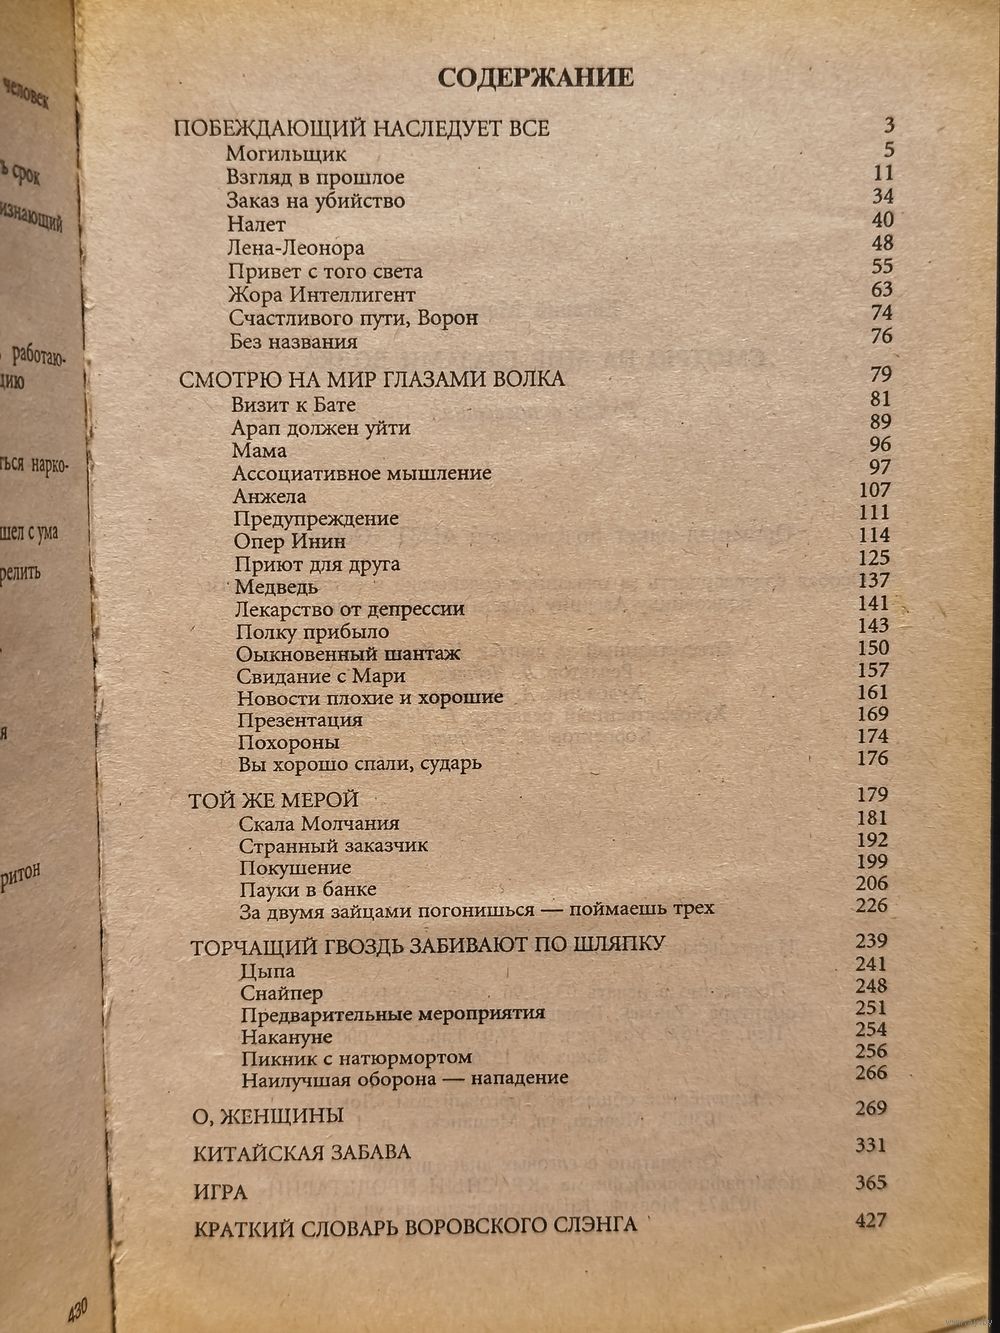 человек
ь срок
изнающий
работаю-
цию
ться нарко-
шел с ума
релить
я
ритон
430
СОДЕРЖАНИЕ
ПОБЕЖДАЮЩИЙ НАСЛЕДУЕТ ВСЕ 3
Могильщик 5
Взгляд в прошлое 11
Заказ на убийство 34
Налет 40
Лена-Леонора 48
Привет с того света 55
Жора Интеллигент 63
Счастливого пути, Ворон 74
Без названия 76
СМОТРЮ НА МИР ГЛАЗАМИ ВОЛКА 79
Визит к Бате 81
Арап должен уйти 89
Мама 96
Ассоциативное мышление 97
Анжела 107
Предупреждение 111
Опер Инин 114
Приют для друга 125
Медведь 137
Лекарство от депрессии 141
Полку прибыло 143
Оыкновенный шантаж 150
Свидание с Мари 157
Новости плохие и хорошие 161
Презентация 169
Похороны 174
Вы хорошо спали, сударь 176
ТОЙ ЖЕ МЕРОЙ 179
Скала Молчания 181
Странный заказчик 192
Покушение 199
Пауки в банке 206
За двумя зайцами погонишься — поймаешь трех 226
ТОРЧАЩИЙ ГВОЗДЬ ЗАБИВАЮТ ПО ШЛЯПКУ 239
Цыпа 241
Снайпер 248
Предварительные мероприятия 251
Накануне 254
Пикник с натюрмортом 256
Наилучшая оборона — нападение 266
О, ЖЕНЩИНЫ 269
КИТАЙСКАЯ ЗАБАВА 331
ИГРА 365
КРАТКИЙ СЛОВАРЬ ВОРОВСКОГО СЛЭНГА 427